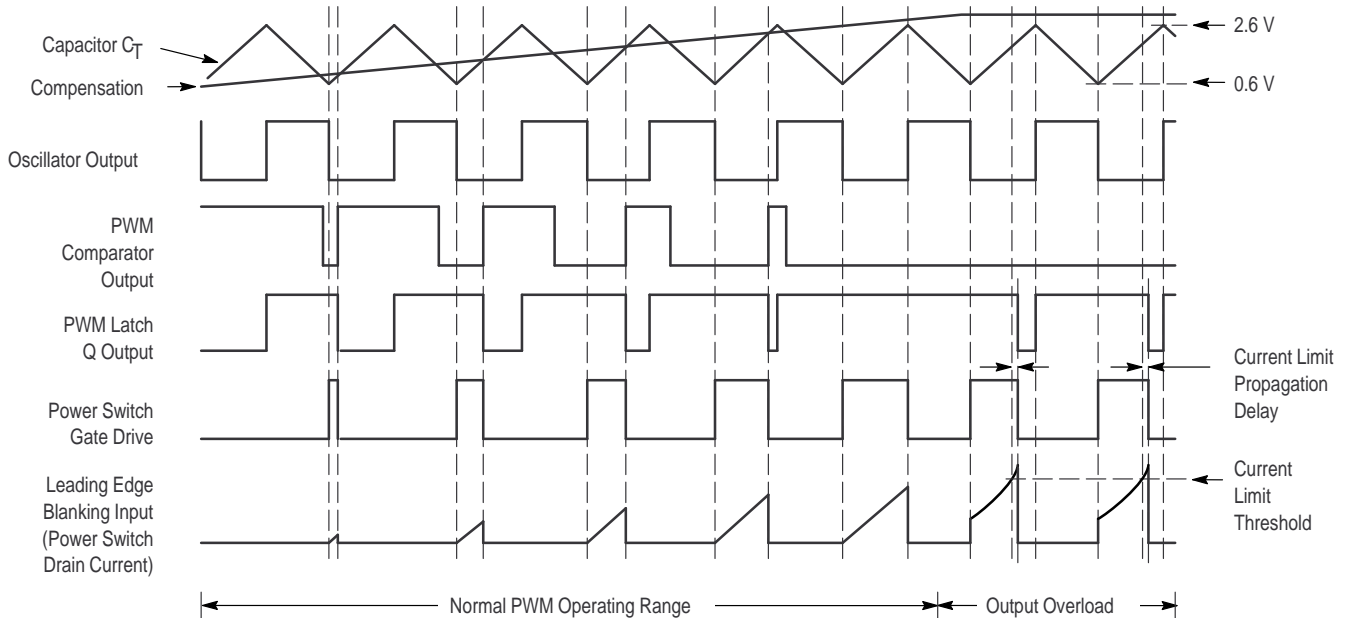 Capacitor CT
Compensation
2.6 V
0.6 V
Oscillator Output
PWM
Comparator
Output
PWM Latch
Q Output
Current Limit
Propagation
Delay
Power Switch
Gate Drive
Leading Edge
Blanking Input
(Power Switch
Drain Current)
Current
Limit
Threshold
Normal PWM Operating Range
Output Overload